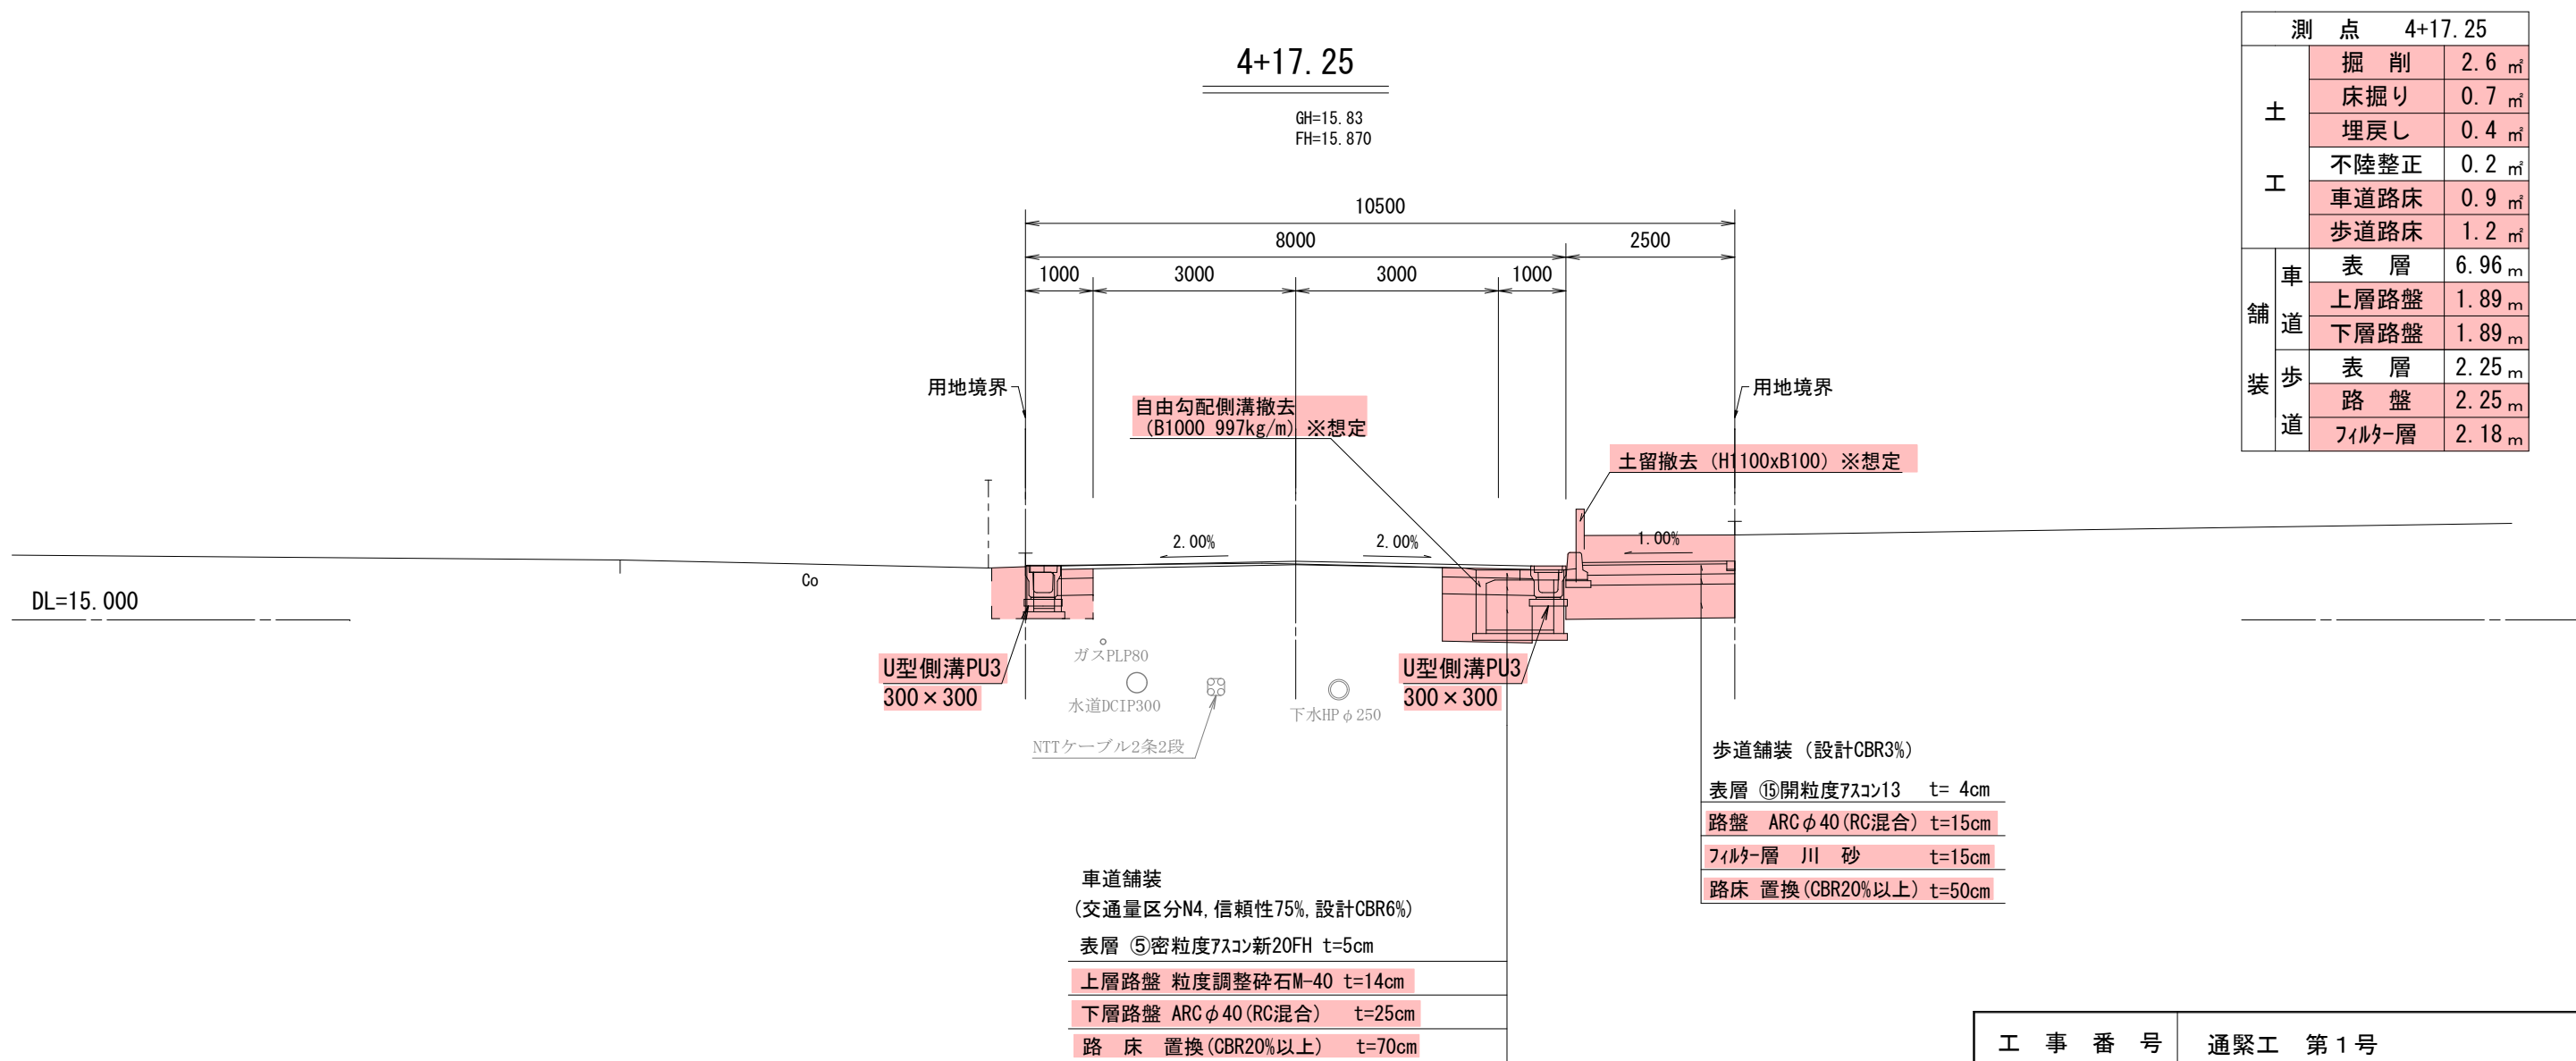 4+17.25
GH=15.83
FH=15.870
測 点 4+17.25
土工
掘 削 2.6 ㎡
床掘り 0.7 ㎡
埋戻し 0.4 ㎡
不陸整正 0.2 ㎡
車道路床 0.9 ㎡
歩道路床 1.2 ㎡
舗装
車道
表 層 6.96 m
上層路盤 1.89 m
下層路盤 1.89 m
歩道
表 層 2.25 m
路 盤 2.25 m
フィルター層 2.18 m
10500
8000 2500
1000 3000 3000 1000
用地境界
用地境界
自由勾配側溝撤去
(B1000 997kg/m) ※想定
土留撤去 (H1100xB100) ※想定
2.00% 2.00% 1.00%
Co
DL=15.000
U型側溝PU3
300×300
U型側溝PU3
300×300
ガスPLP80
水道DCIP300
NTTケーブル2条2段
下水HPφ250
歩道舗装 (設計CBR3%)
表層 ⑮開粒度アスコン13 t= 4cm
路盤 ARCφ40(RC混合) t=15cm
フィルター層 川 砂 t=15cm
路床 置換(CBR20%以上) t=50cm
車道舗装
(交通量区分N4,信頼性75%,設計CBR6%)
表層 ⑤密粒度アスコン新20FH t=5cm
上層路盤 粒度調整砕石M-40 t=14cm
下層路盤 ARCφ40(RC混合) t=25cm
路 床 置換(CBR20%以上) t=70cm
工 事 番 号 通緊工 第1号